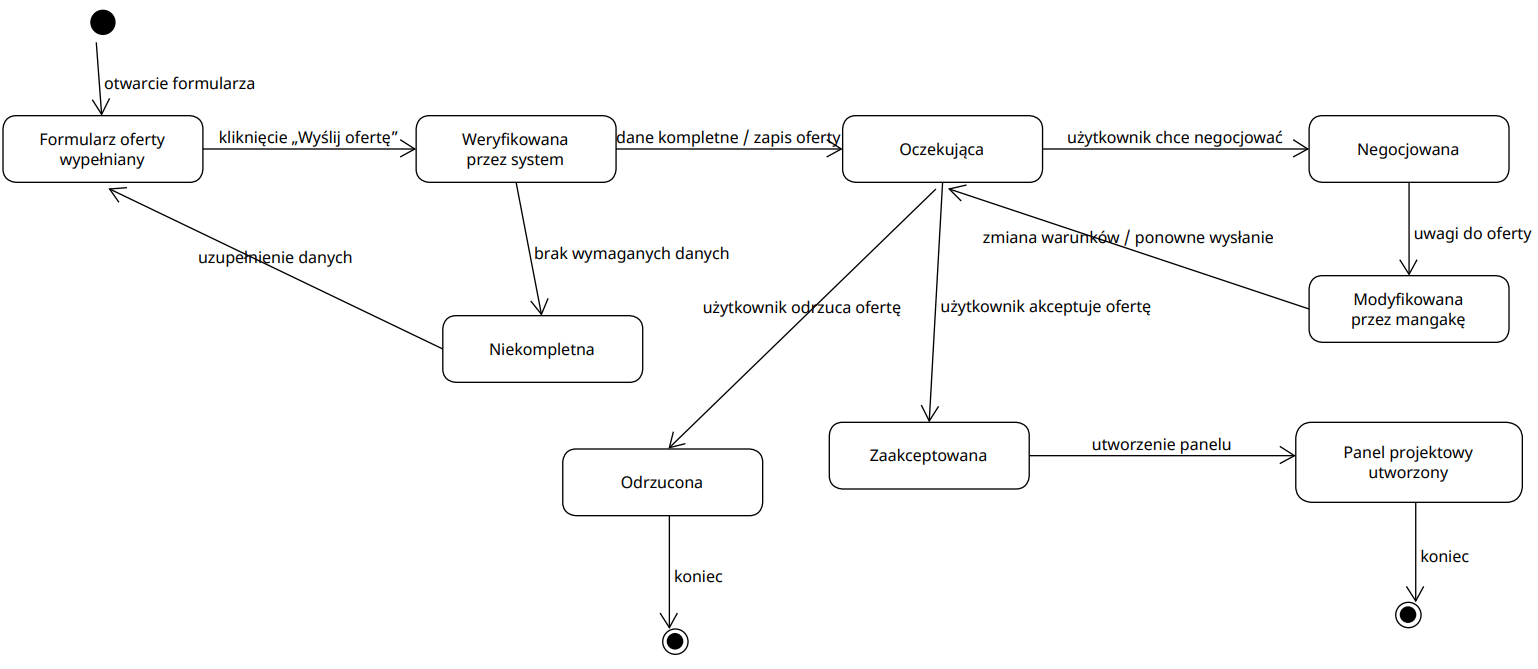 otwarcie formularza
Formularz oferty
wypełniany
kliknięcie „Wyślij ofertę”
Weryfikowana
przez system
dane kompletne / zapis oferty
Oczekująca
użytkownik chce negocjować
Negocjowana
uzupełnienie danych
brak wymaganych danych
zmiana warunków / ponowne wysłanie
uwagi do oferty
użytkownik odrzuca ofertę
użytkownik akceptuje ofertę
Modyfikowana
przez mangakę
Niekompletna
Odrzucona
Zaakceptowana
utworzenie panelu
Panel projektowy
utworzony
koniec
koniec